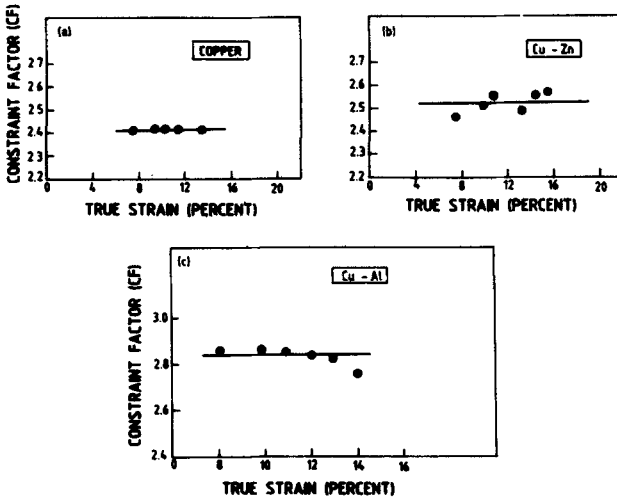 (a)
COPPER
CONSTRAINT FACTOR (CF)
2.7
2.6
2.5
2.4
2.3
2.2
0 4 8 12 16 20
TRUE STRAIN (PERCENT)
(b)
Cu - Zn
2.7
2.6
2.5
2.4
2.3
2.2
0 4 8 12 16 20
TRUE STRAIN (PERCENT)
(c)
Cu - Al
CONSTRAINT FACTOR (CF)
3.0
2.8
2.6
2.4
0 8 10 12 14 16
TRUE STRAIN (PERCENT)